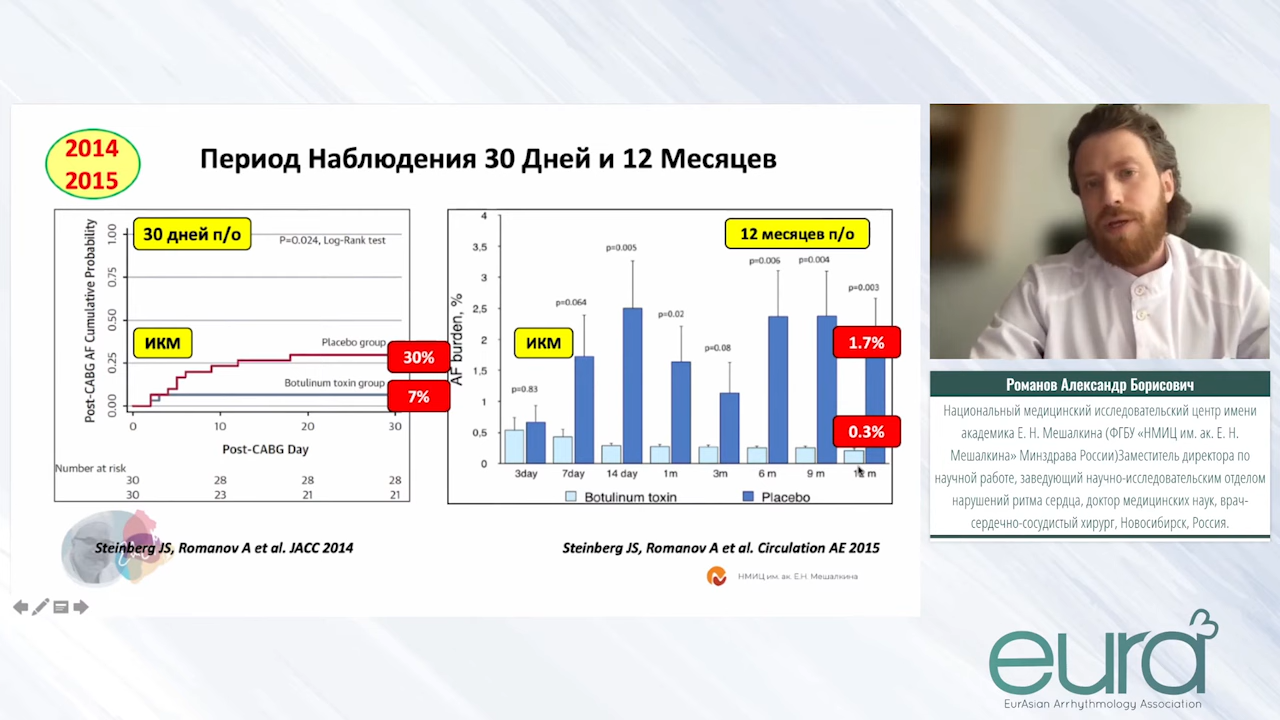 2014
2015
Период Наблюдения 30 Дней и 12 Месяцев
30 дней п/о
P=0.024, Log-Rank test
ИКМ
Placebo group
Botulinum toxin group
30%
7%
Post-CABG AF Cumulative Probability
1.00
0.75
0.50
0.25
0.00
0 10 20 30
Post-CABG Day
Number at risk
30 28 28 28
30 23 21 21
12 месяцев п/о
ИКМ
AF burden, %
4
3,5
3
2,5
2
1,5
1
0,5
0
p=0.83
p=0.064
p=0.005
p=0.02
p=0.08
p=0.006
p=0.004
p=0.003
1.7%
0.3%
3day 7day 14 day 1m 3m 6 m 9 m 12 m
Botulinum toxin Placebo
Steinberg JS, Romanov A et al. JACC 2014
Steinberg JS, Romanov A et al. Circulation AE 2015
НМИЦ им. ак. Е.Н. Мешалкина
Романов Александр Борисович
Национальный медицинский исследовательский центр имени
академика Е. Н. Мешалкина (ФГБУ «НМИЦ им. ак. Е. Н.
Мешалкина» Минздрава России)Заместитель директора по
научной работе, заведующий научно-исследовательским отделом
нарушений ритма сердца, доктор медицинских наук, врач-
сердечно-сосудистый хирург, Новосибирск, Россия.
eura
EurAsian Arrhythmology Association